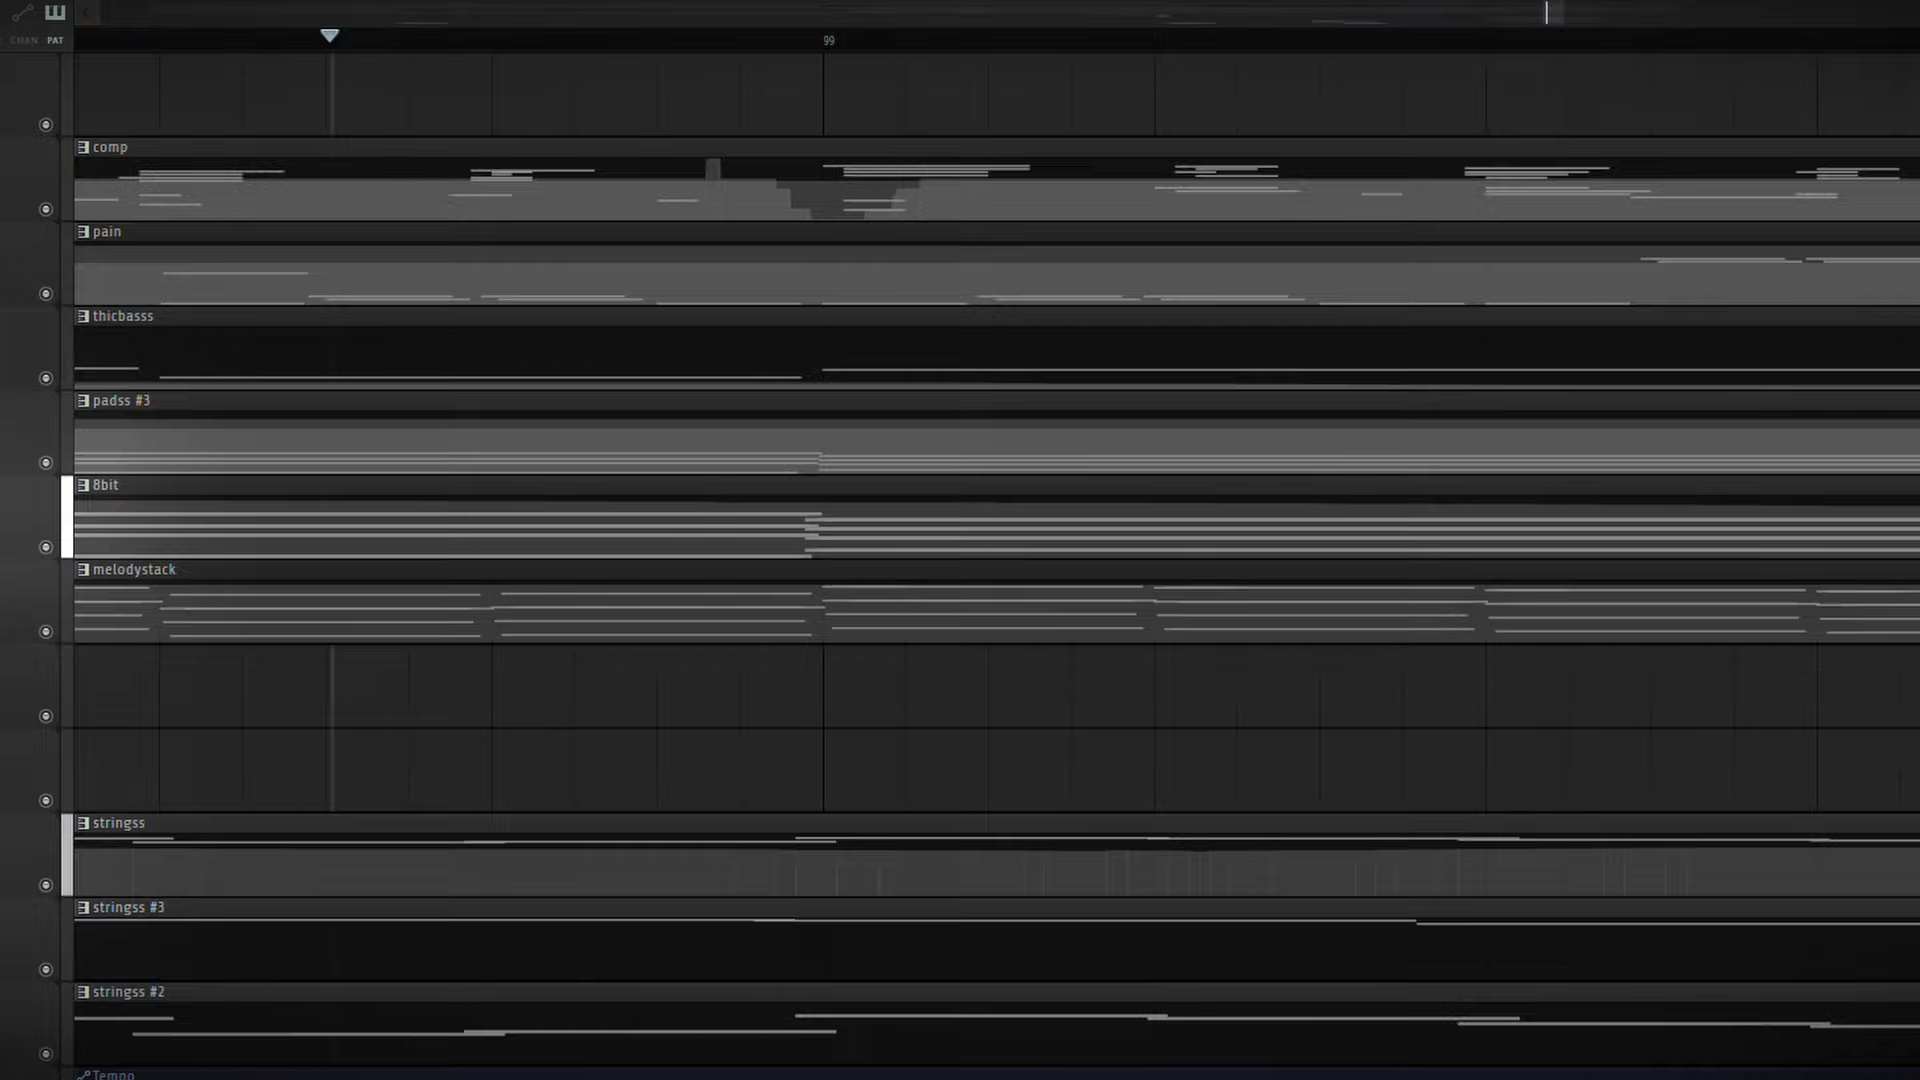 CHAN PAT
99
comp
pain
thicbasss
padss #3
8bit
melodystack
stringss
stringss #3
stringss #2
Tempo